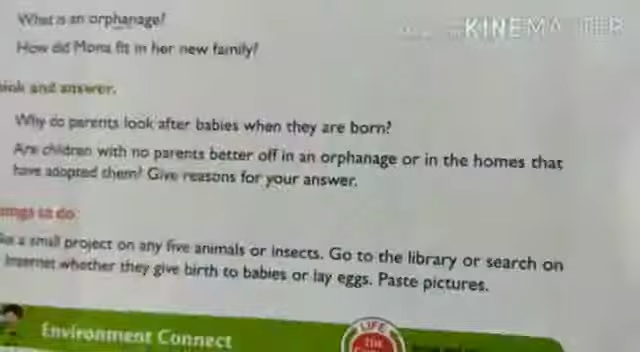 What is an orphanage?
KINEMASTER
How did Mona fit in her new family?
and answer.
Why do parents look after babies when they are born?
Are children with no parents better off in an orphanage or in the homes that
have adopted them? Give reasons for your answer.
to do
a small project on any five animals or insects. Go to the library or search on
Internet whether they give birth to babies or lay eggs. Paste pictures.
Environment Connect
LIFE